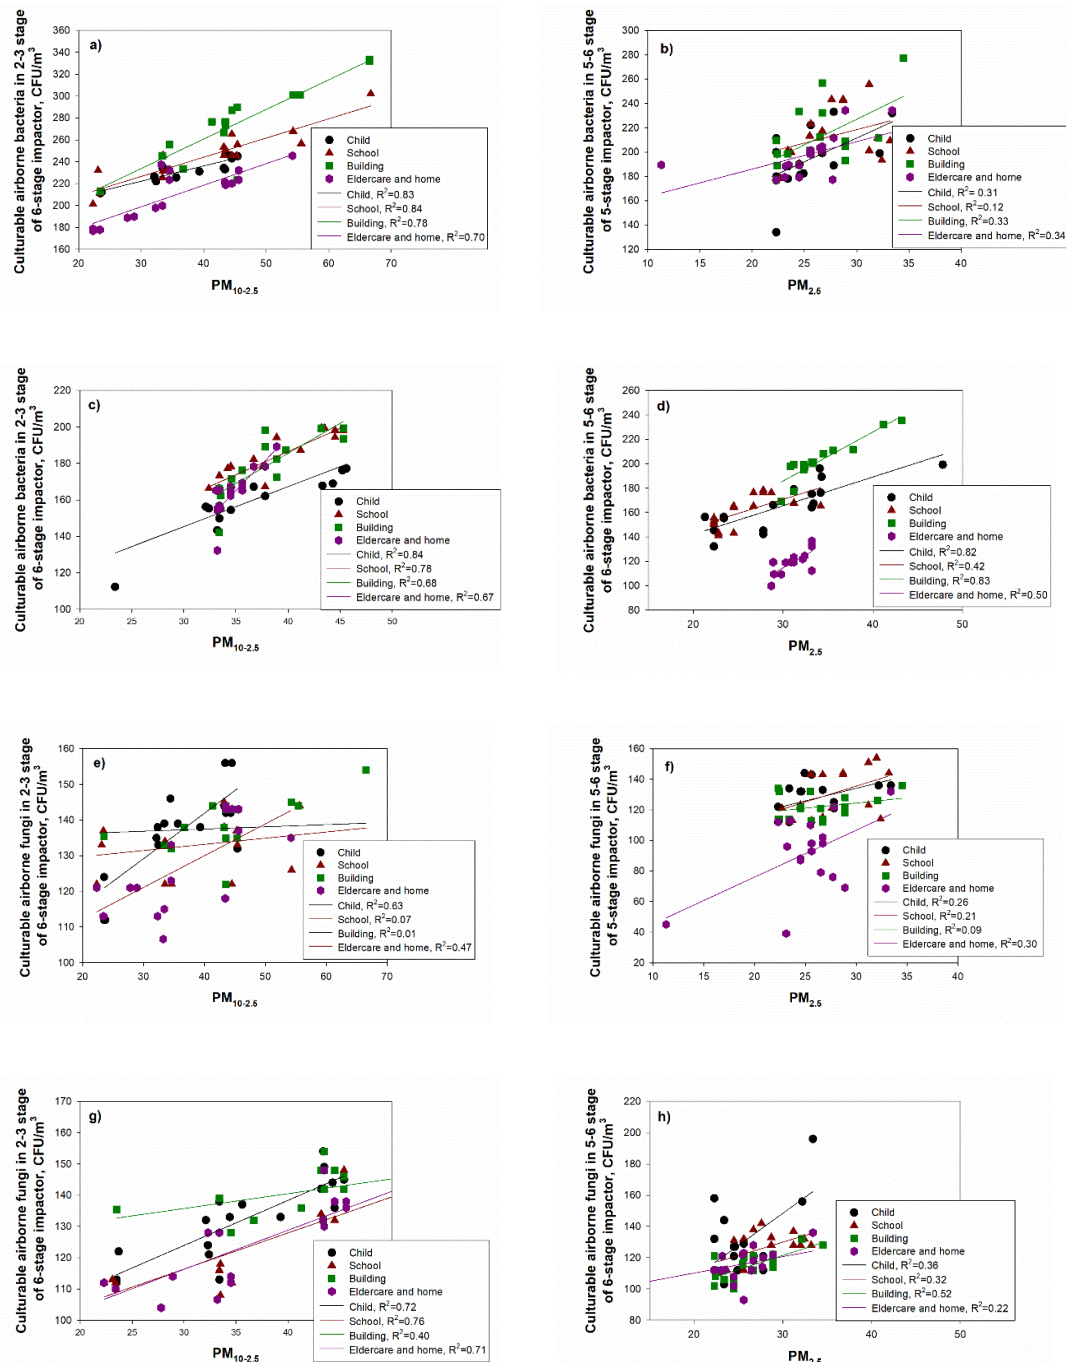 a)
Culturable airborne bacteria in 2-3 stage
of 6-stage impactor, CFU/m³
360
340
320
300
280
260
240
220
200
180
160
20 30 40 50 60 70
PM10-2.5
Child
School
Building
Eldercare and home
Child, R²=0.83
School, R²=0.84
Building, R²=0.78
Eldercare and home, R²=0.70
b)
Culturable airborne bacteria in 5-6 stage
of 5-stage impactor, CFU/m³
300
280
260
240
220
200
180
160
140
120
10 15 20 25 30 35 40
PM2.5
Child
School
Building
Eldercare and home
Child, R²= 0.31
School, R²=0.12
Building, R²=0.33
Eldercare and home, R²=0.34
c)
Culturable airborne bacteria in 2-3 stage
of 6-stage impactor, CFU/m³
220
200
180
160
140
120
100
20 25 30 35 40 45 50
PM10-2.5
Child
School
Building
Eldercare and home
Child, R²=0.84
School, R²=0.78
Building, R²=0.68
Eldercare and home, R²=0.67
d)
Culturable airborne bacteria in 5-6 stage
of 6-stage impactor, CFU/m³
260
240
220
200
180
160
140
120
100
80
20 30 40 50
PM2.5
Child
School
Building
Eldercare and home
Child, R²=0.82
School, R²=0.42
Building, R²=0.83
Eldercare and home, R²=0.50
e)
Culturable airborne fungi in 2-3 stage
of 6-stage impactor, CFU/m³
160
150
140
130
120
110
100
20 30 40 50 60 70
PM10-2.5
Child
School
Building
Eldercare and home
Child, R²=0.63
School, R²=0.07
Building, R²=0.01
Eldercare and home, R²=0.47
f)
Culturable airborne fungi in 5-6 stage
of 5-stage impactor, CFU/m³
160
140
120
100
80
60
40
20
10 15 20 25 30 35 40
PM2.5
Child
School
Building
Eldercare and home
Child, R²=0.26
School, R²=0.21
Building, R²=0.09
Eldercare and home, R²=0.30
g)
Culturable airborne fungi in 2-3 stage
of 6-stage impactor, CFU/m³
170
160
150
140
130
120
110
100
20 30 40
PM10-2.5
Child
School
Building
Eldercare and home
Child, R²=0.72
School, R²=0.76
Building, R²=0.40
Eldercare and home, R²=0.71
h)
Culturable airborne fungi in 5-6 stage
of 6-stage impactor, CFU/m³
220
200
180
160
140
120
100
80
60
40
20
20 30 40 50
PM2.5
Child
School
Building
Eldercare and home
Child, R²=0.36
School, R²=0.32
Building, R²=0.52
Eldercare and home, R²=0.22